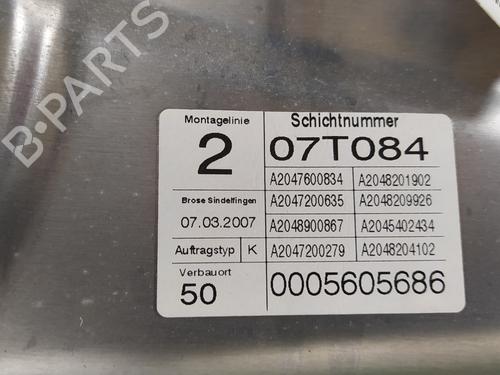 Montagelinie
2
Schichtnummer
07T084
Brose Sindelfingen
07.03.2007
A2047600834 A2048201902
A2047200635 A2048209926
A2048900867 A2045402434
Auftragstyp K A2047200279 A2048204102
Verbauort
50
0005605686
B-PARTS